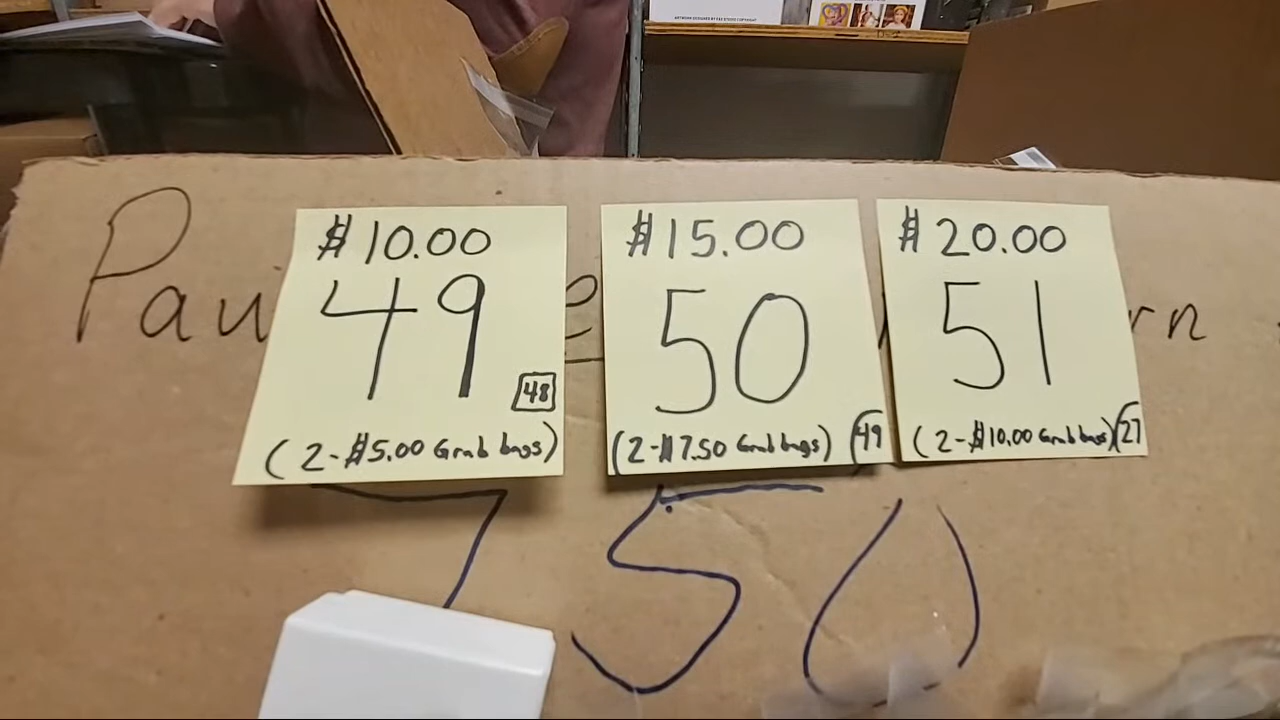 $10.00
49
48
(2-$5.00 Grab bags)
$15.00
50
49
(2-$7.50 Grab bags)
$20.00
51
27
(2-$10.00 Grab bags)
Pau
e
rn
750